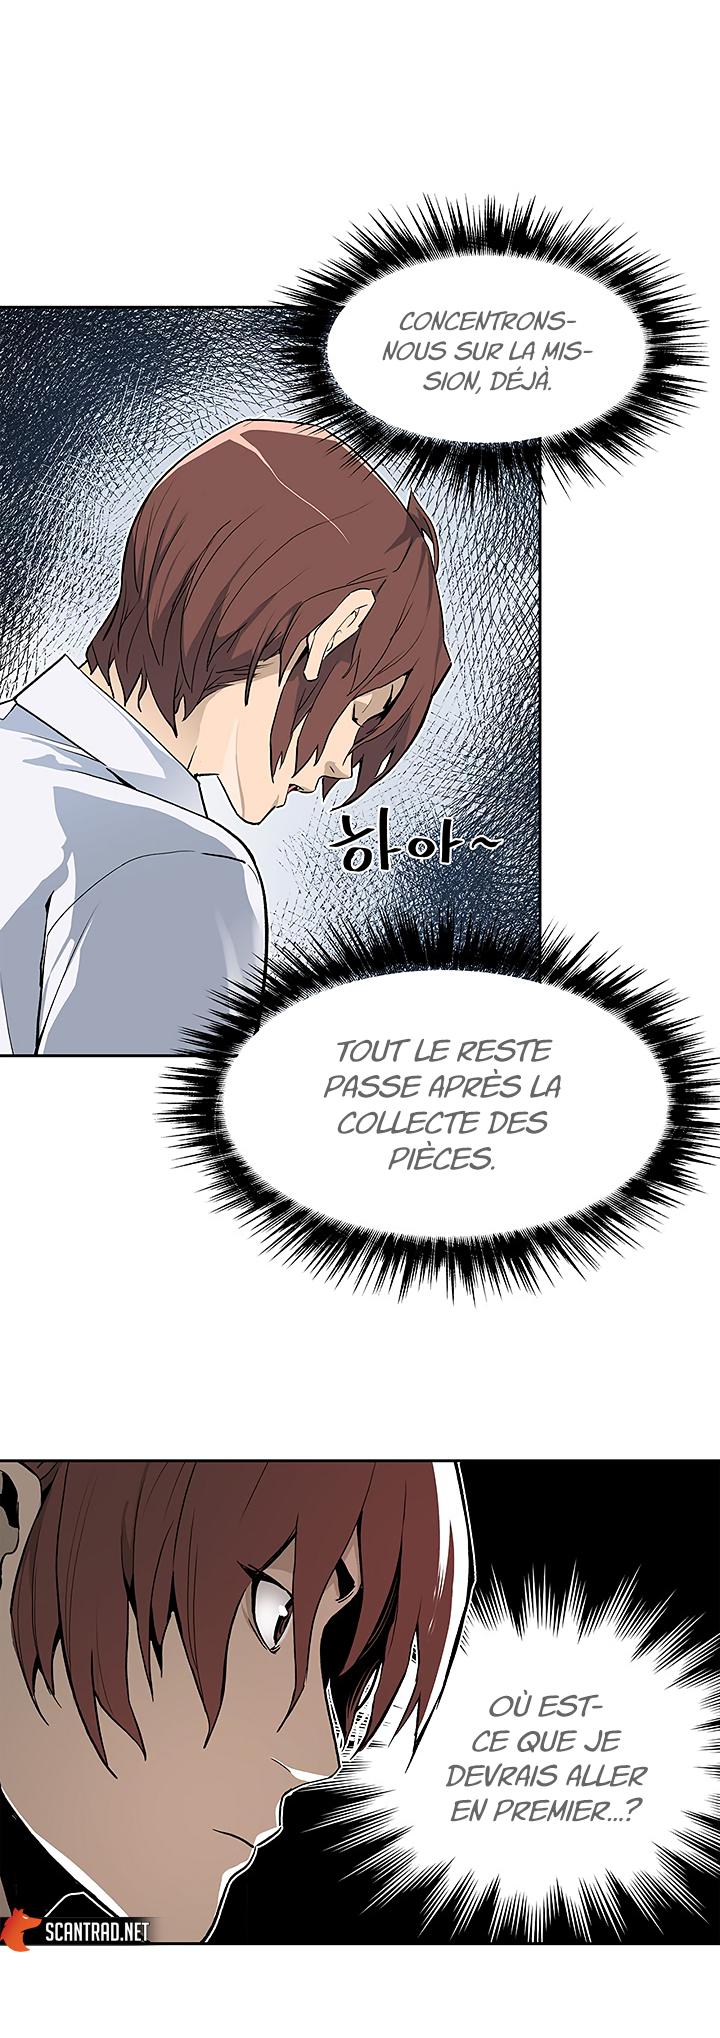 CONCENTRONS-
NOUS SUR LA MIS-
SION, DÉJÀ.
하아~
TOUT LE RESTE
PASSE APRÈS LA
COLLECTE DES
PIÈCES.
OÙ EST-
CE QUE JE
DEVRAIS ALLER
EN PREMIER...?
SCANTRAD.NET